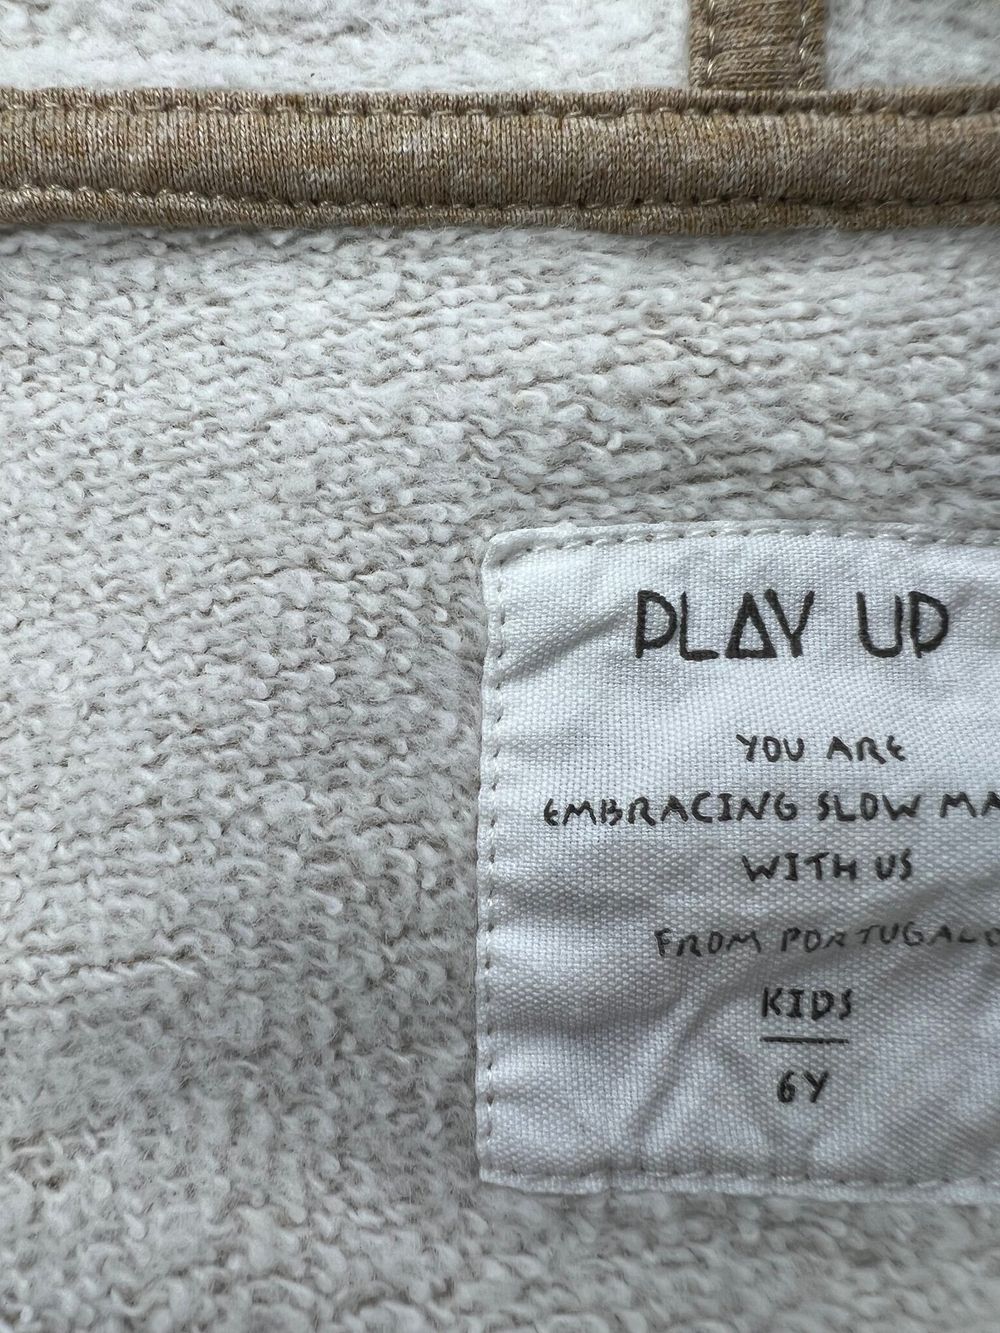 PLAY UP
YOU ARE
EMBRACING SLOW MA
WITH US
FROM PORTUGAL
KIDS
6Y